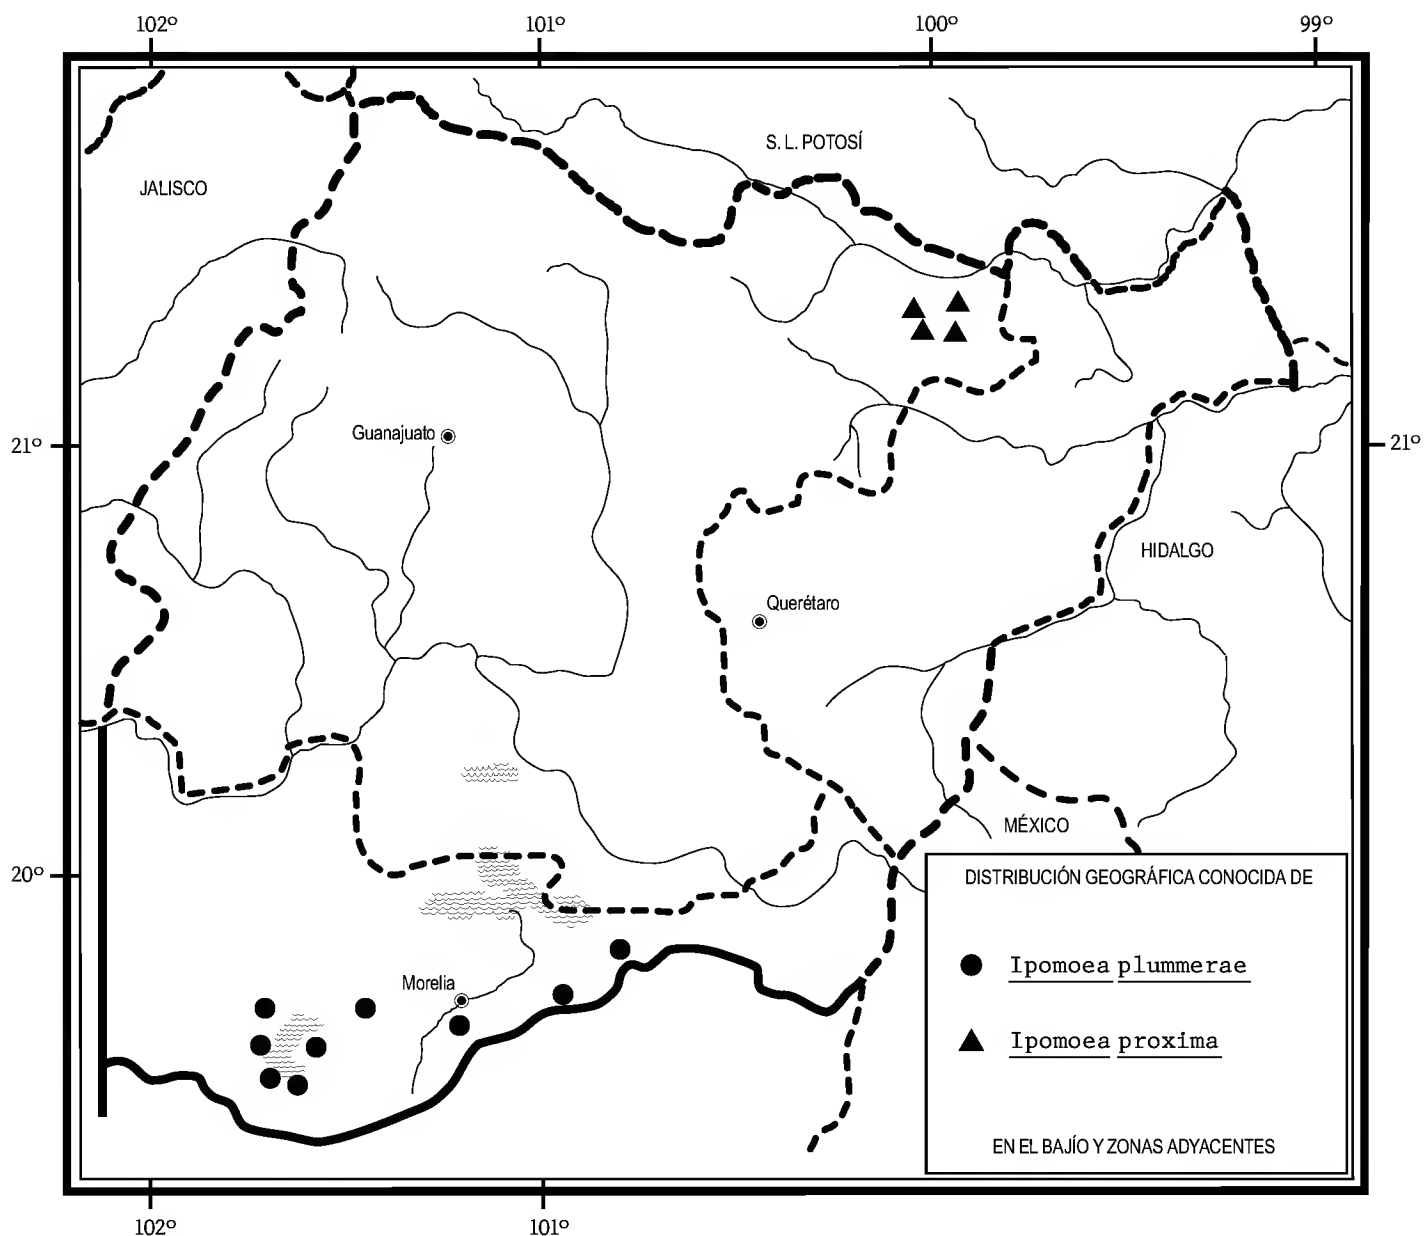 102º 101º 100º 99º
S. L. POTOSÍ
JALISCO
Guanajuato
21º 21º
HIDALGO
Querétaro
MÉXICO
20º
DISTRIBUCIÓN GEOGRÁFICA CONOCIDA DE
Ipomoea plummerae
Morelia
Ipomoea proxima
EN EL BAJÍO Y ZONAS ADYACENTES
102º 101º